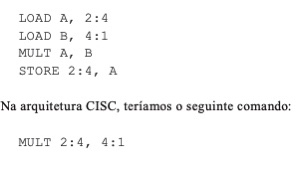 LOAD A, 2:4
LOAD B, 4:1
MULT A, B
STORE 2:4, A
Na arquitetura CISC, teríamos o seguinte comando:
MULT 2:4, 4:1